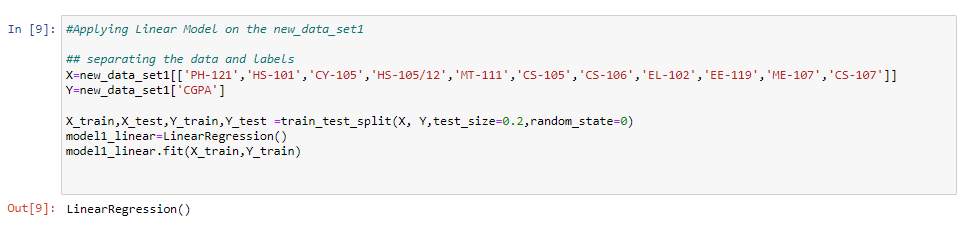 In [9]: #Applying Linear Model on the new_data_set1
## separating the data and labels
X=new_data_set1[['PH-121','HS-101','CY-105','HS-105/12','MT-111','CS-105','CS-106','EL-102','EE-119','ME-107','CS-107']]
Y=new_data_set1['CGPA']
X_train,X_test,Y_train,Y_test =train_test_split(X, Y,test_size=0.2,random_state=0)
model1_linear=LinearRegression()
model1_linear.fit(X_train,Y_train)
Out[9]: LinearRegression()